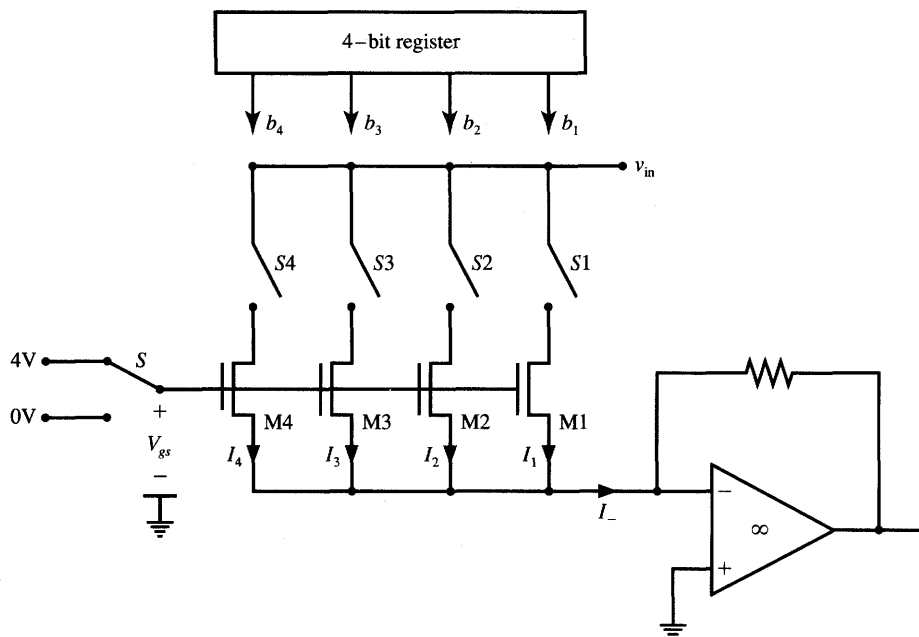 4-bit register
b4 b3 b2 b1
vin
S4 S3 S2 S1
4V S
0V + M4 M3 M2 M1
Vgs I4 I3 I2 I1
−
I−
− ∞ +